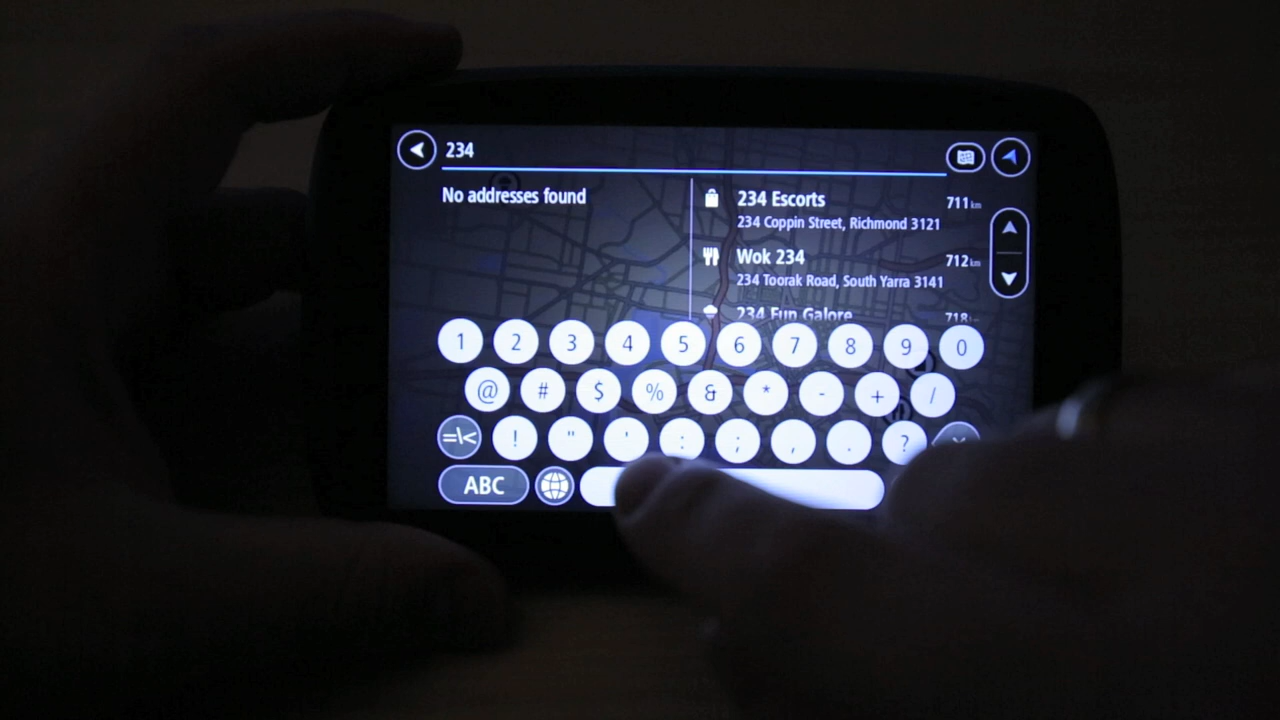 234
No addresses found
234 Escorts
711 km
234 Coppin Street, Richmond 3121
Wok 234
712 km
234 Toorak Road, South Yarra 3141
234 Fun Galore
718
1 2 3 4 5 6 7 8 9 0
@ # $ % & * - + /
=\< ! " ' : ; , . ?
ABC